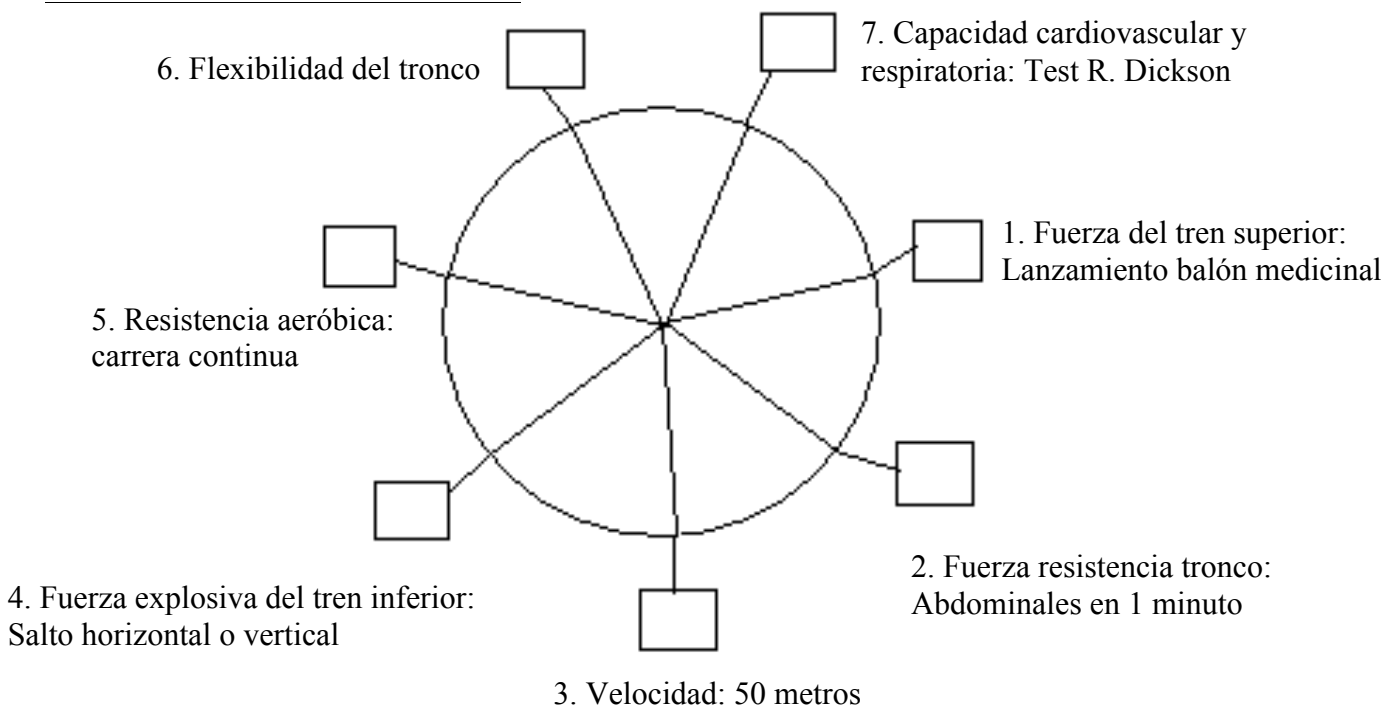 7. Capacidad cardiovascular y
respiratoria: Test R. Dickson
6. Flexibilidad del tronco
1. Fuerza del tren superior:
Lanzamiento balón medicinal
5. Resistencia aeróbica:
carrera continua
2. Fuerza resistencia tronco:
Abdominales en 1 minuto
4. Fuerza explosiva del tren inferior:
Salto horizontal o vertical
3. Velocidad: 50 metros